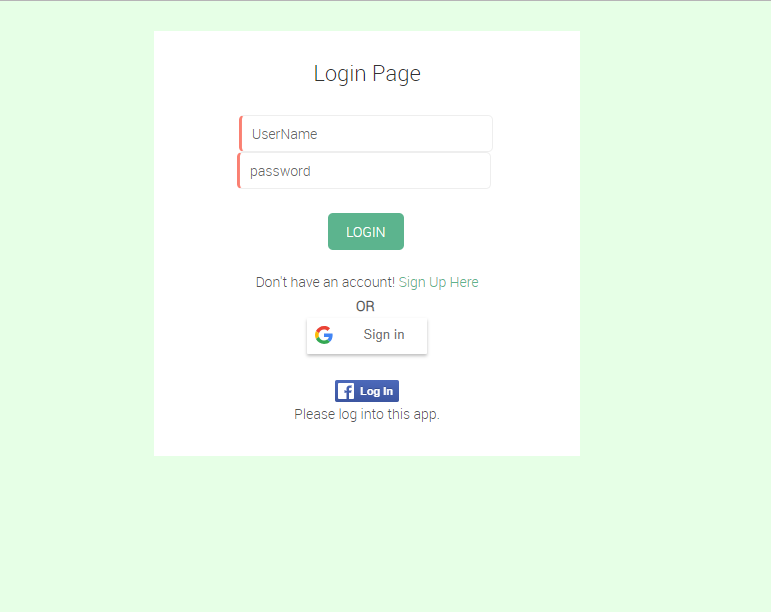 Login Page
UserName
password
LOGIN
Don't have an account! Sign Up Here
OR
Sign in
Log In
Please log into this app.